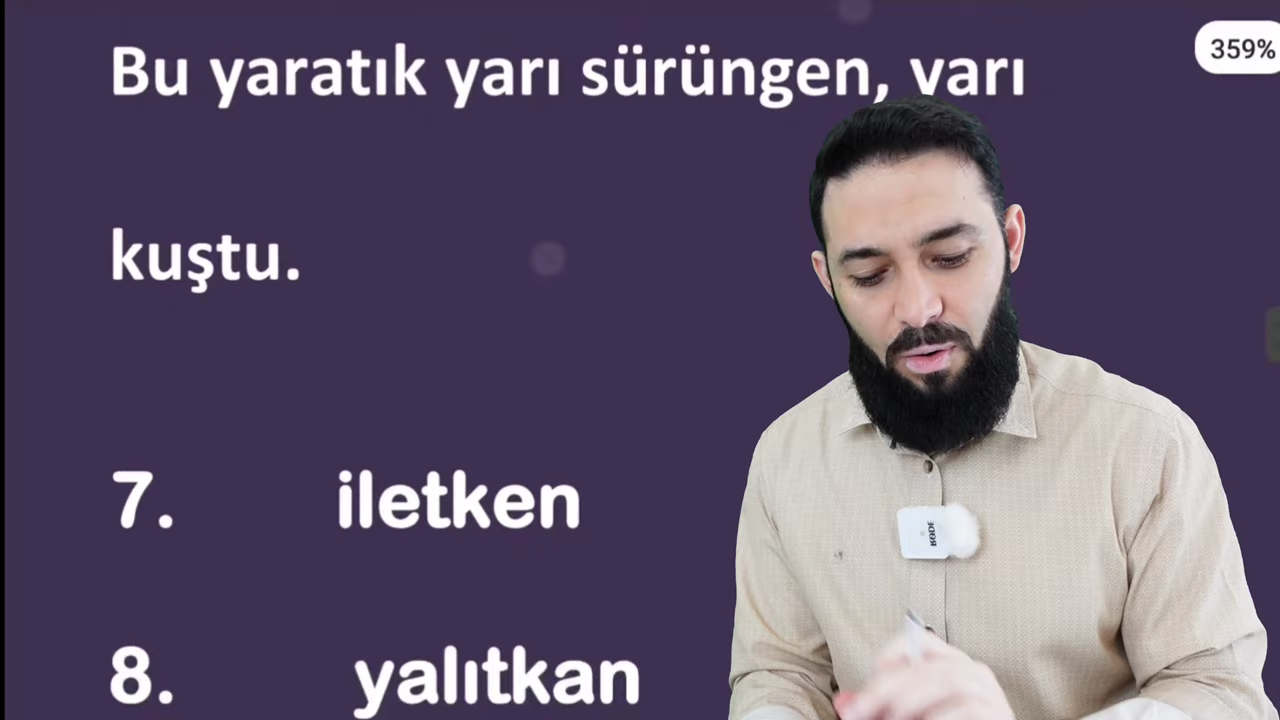 Bu yaratık yarı sürüngen, yarı
359%
kuştu.
7. iletken
8. yalıtkan
RØDE